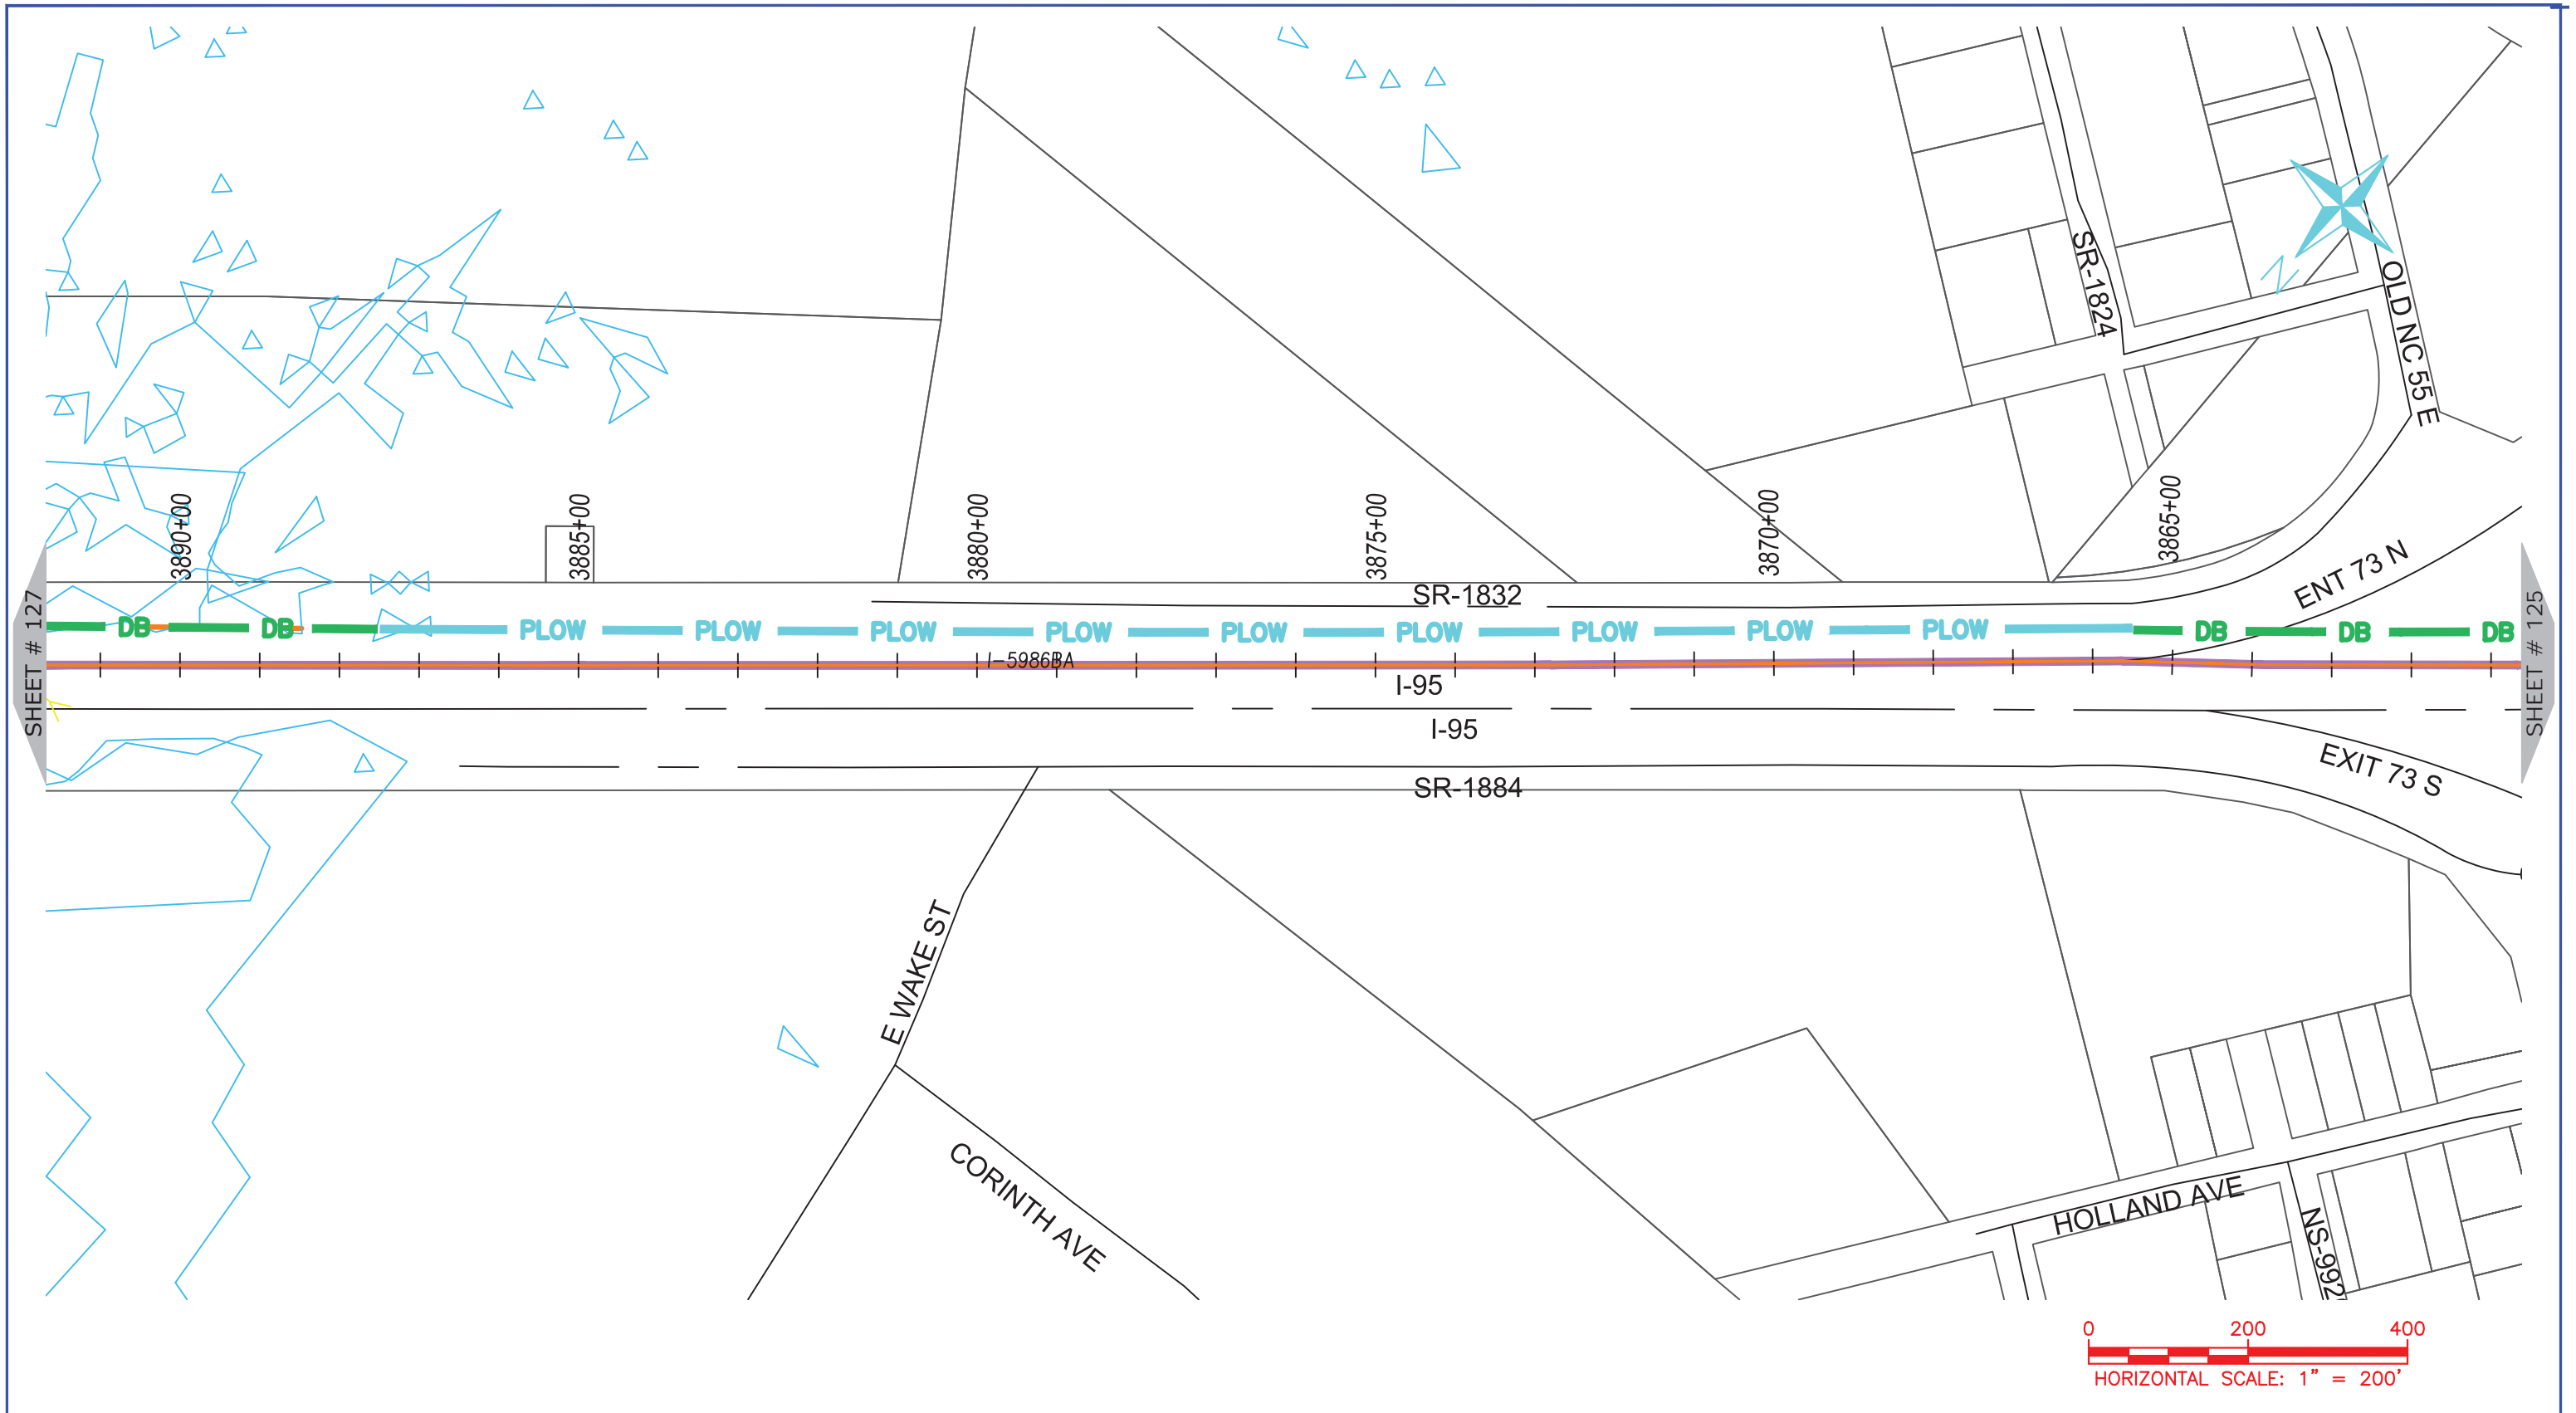 SR-1824
OLD NC 55 E
N
3890+00
3885+00
3880+00
3875+00
3870+00
3865+00
ENT 73 N
SR-1832
SHEET # 127
DB
DB
PLOW
PLOW
PLOW
PLOW
PLOW
PLOW
PLOW
PLOW
PLOW
DB
DB
DB
SHEET # 125
I-5986BA
I-95
I-95
EXIT 73 S
SR-1884
E WAKE ST
CORINTH AVE
HOLLAND AVE
NS-992
0 200 400
HORIZONTAL SCALE: 1" = 200'